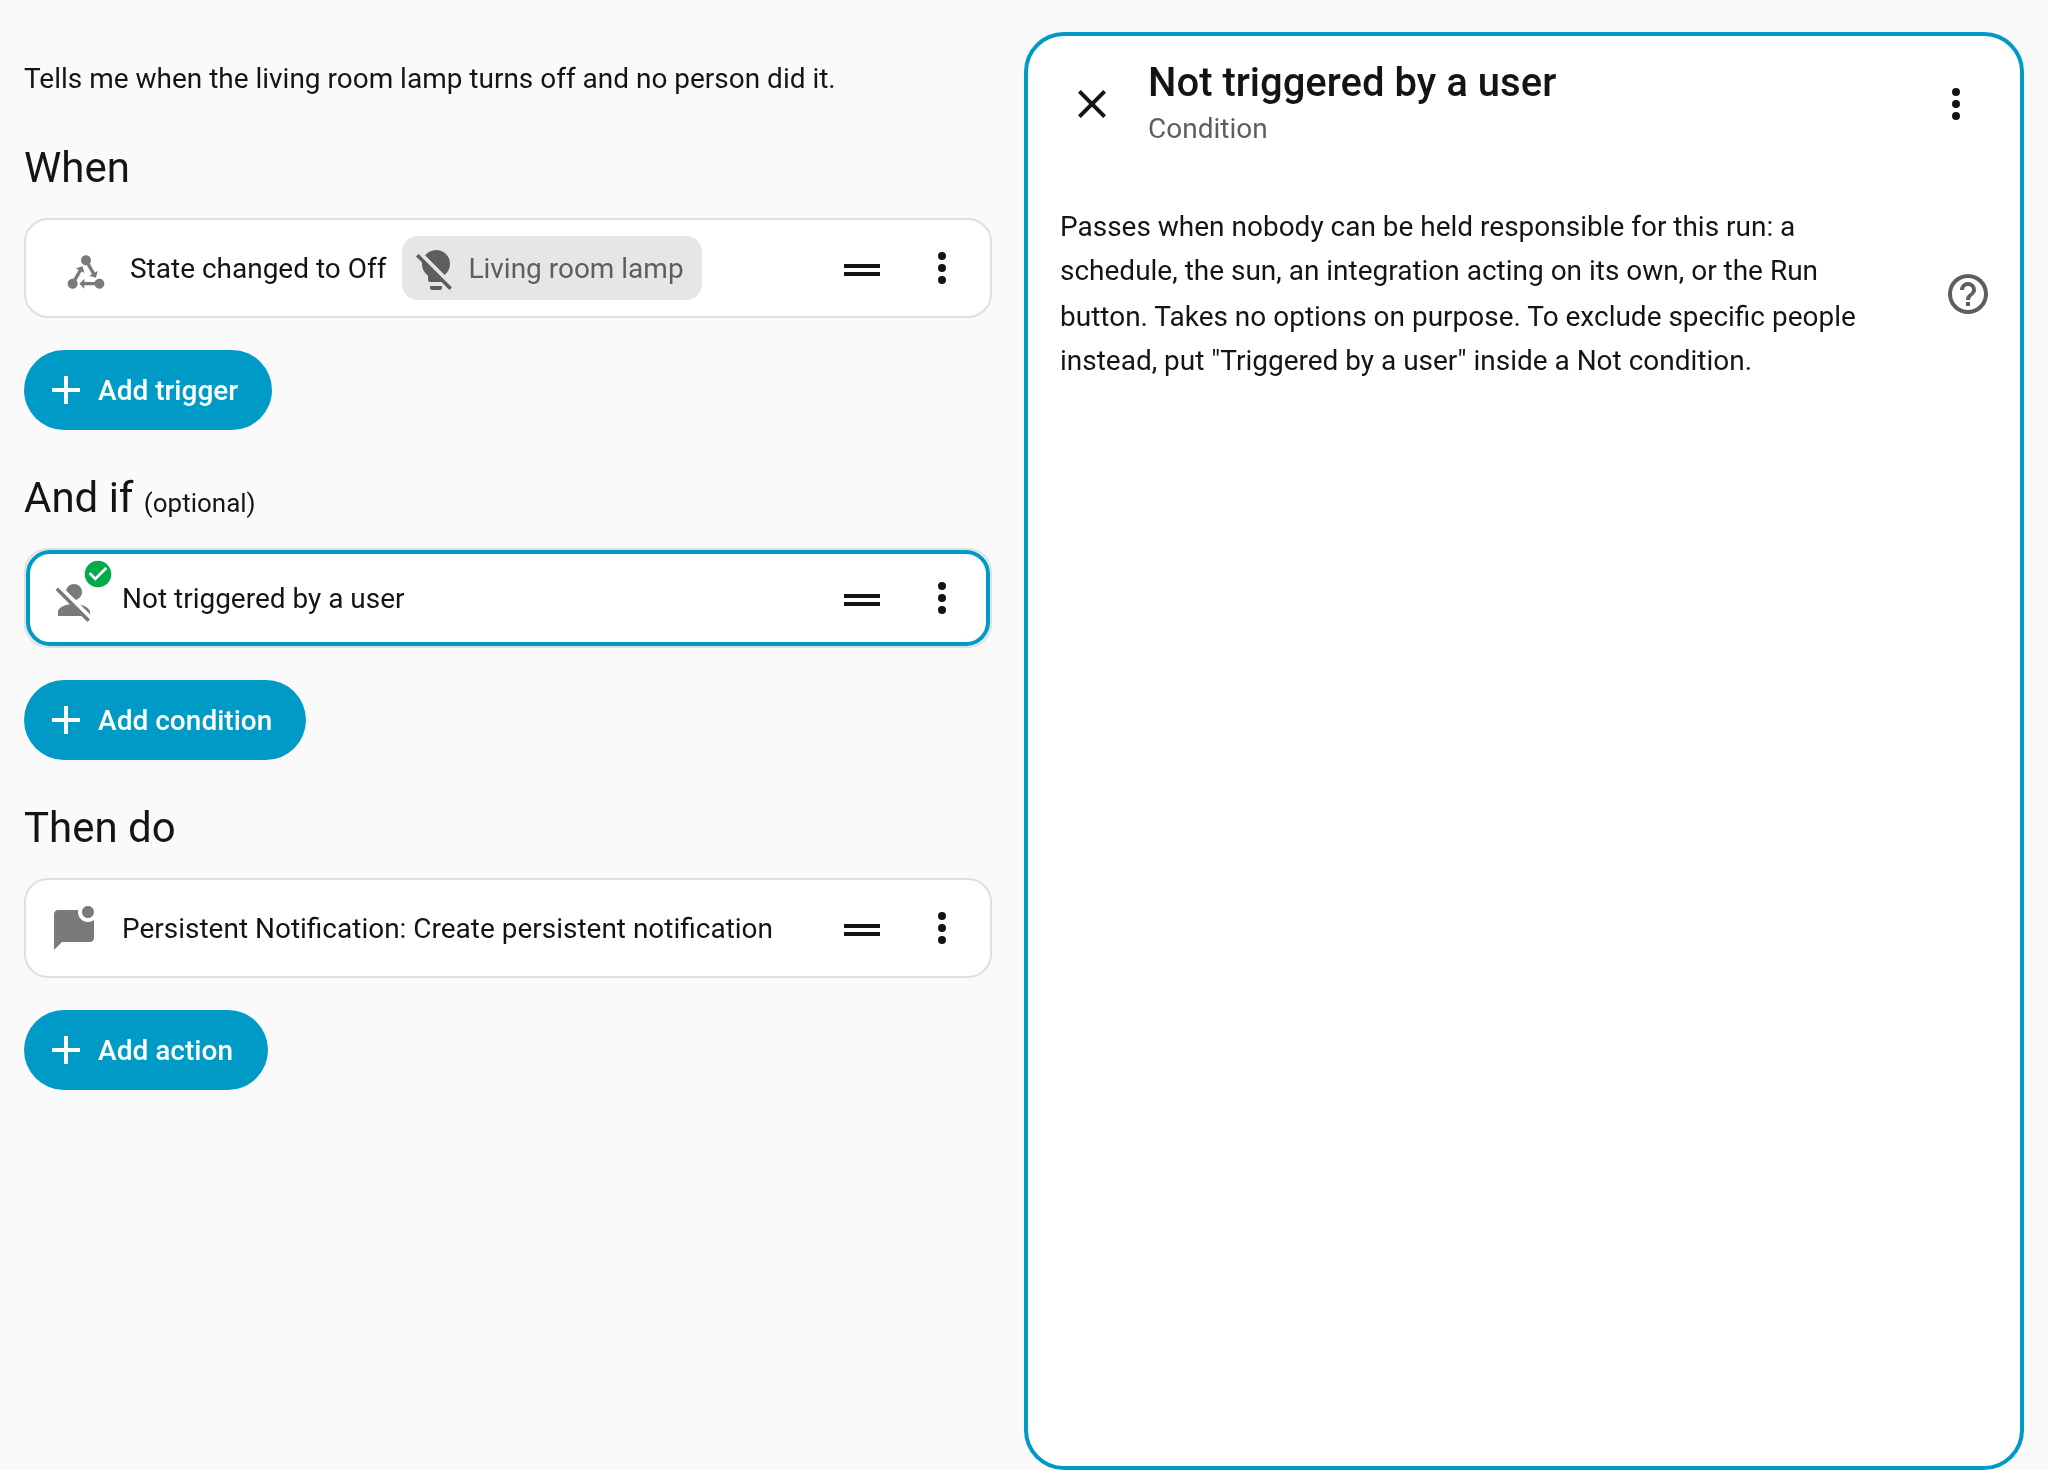 Tells me when the living room lamp turns off and no person did it.
When
State changed to Off Living room lamp
Add trigger
And if (optional)
Not triggered by a user
Add condition
Then do
Persistent Notification: Create persistent notification
Add action
Not triggered by a user
Condition
Passes when nobody can be held responsible for this run: a
schedule, the sun, an integration acting on its own, or the Run
button. Takes no options on purpose. To exclude specific people
instead, put "Triggered by a user" inside a Not condition.